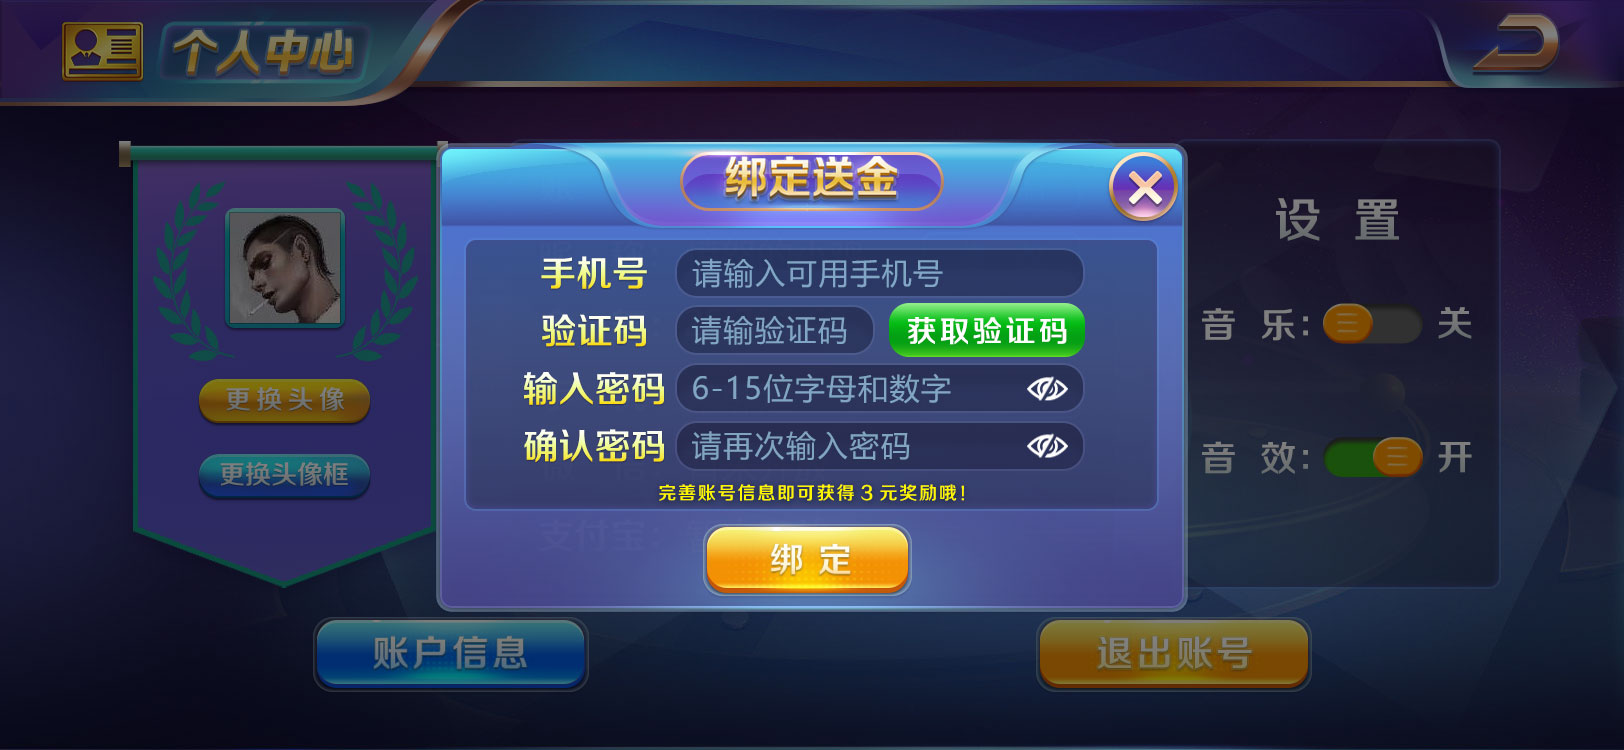 个人中心
绑定送金
手机号 请输入可用手机号
验证码 请输验证码 获取验证码
输入密码 6-15位字母和数字
确认密码 请再次输入密码
完善账号信息即可获得 3 元奖励哦!
绑 定
更换头像
更换头像框
设 置
音 乐: 关
音 效: 开
支付宝:
账户信息
退出账号